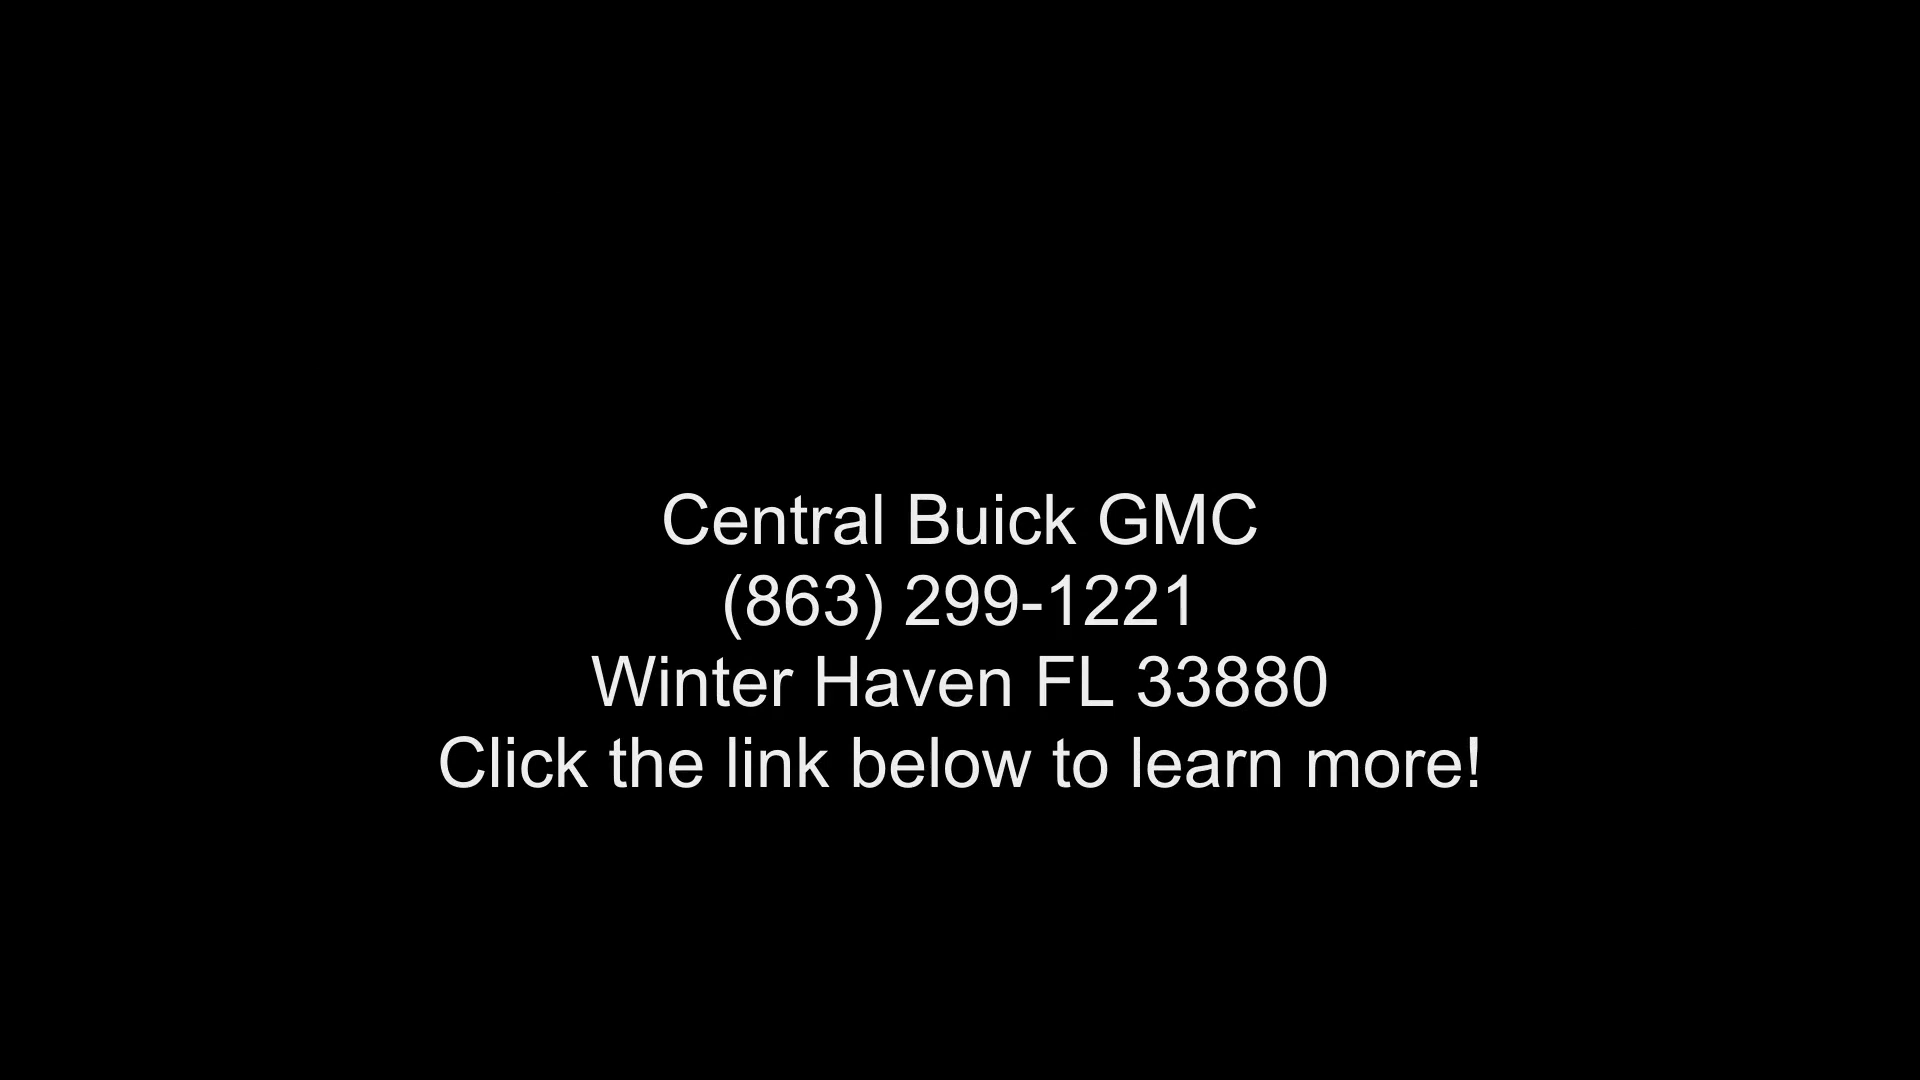 Central Buick GMC
(863) 299-1221
Winter Haven FL 33880
Click the link below to learn more!